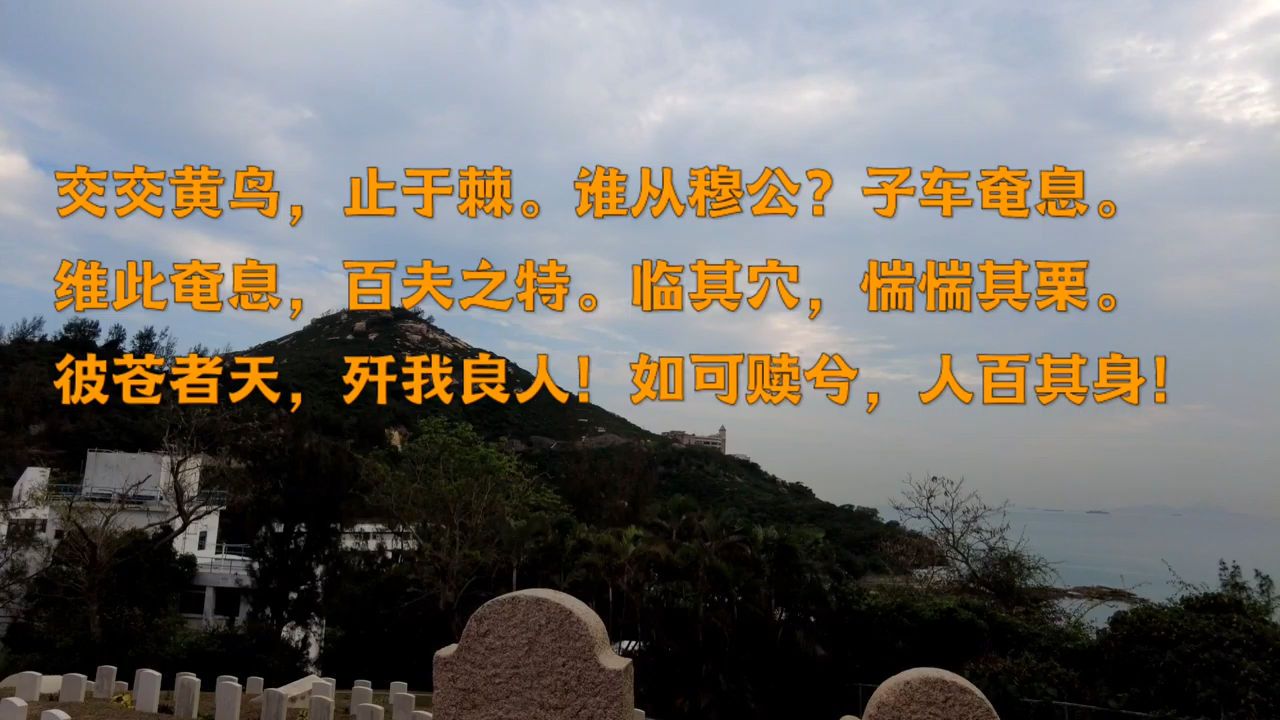 交交黄鸟，止于棘。谁从穆公？子车奄息。
维此奄息，百夫之特。临其穴，惴惴其栗。
彼苍者天，歼我良人！如可赎兮，人百其身！